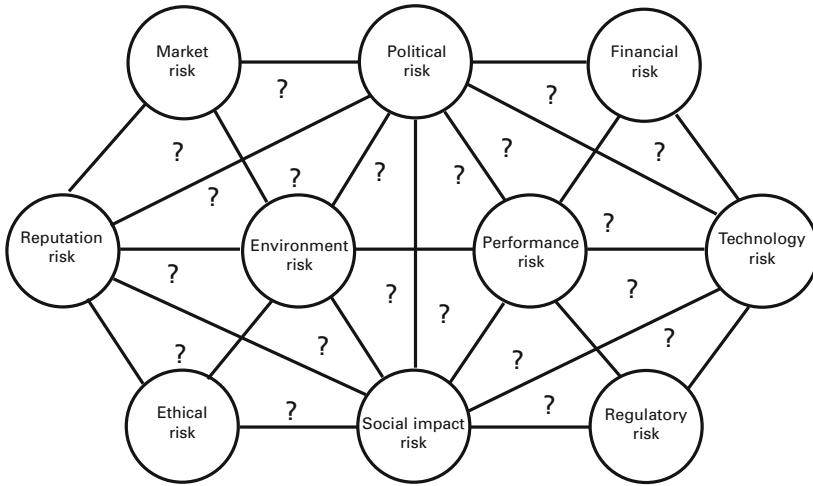 Market
risk
Political
risk
Financial
risk
?
?
?
?
?
?
?
?
?
?
?
Reputation
risk
Environment
risk
Performance
risk
Technology
risk
?
?
?
?
?
?
?
?
?
?
?
Ethical
risk
Social impact
risk
Regulatory
risk